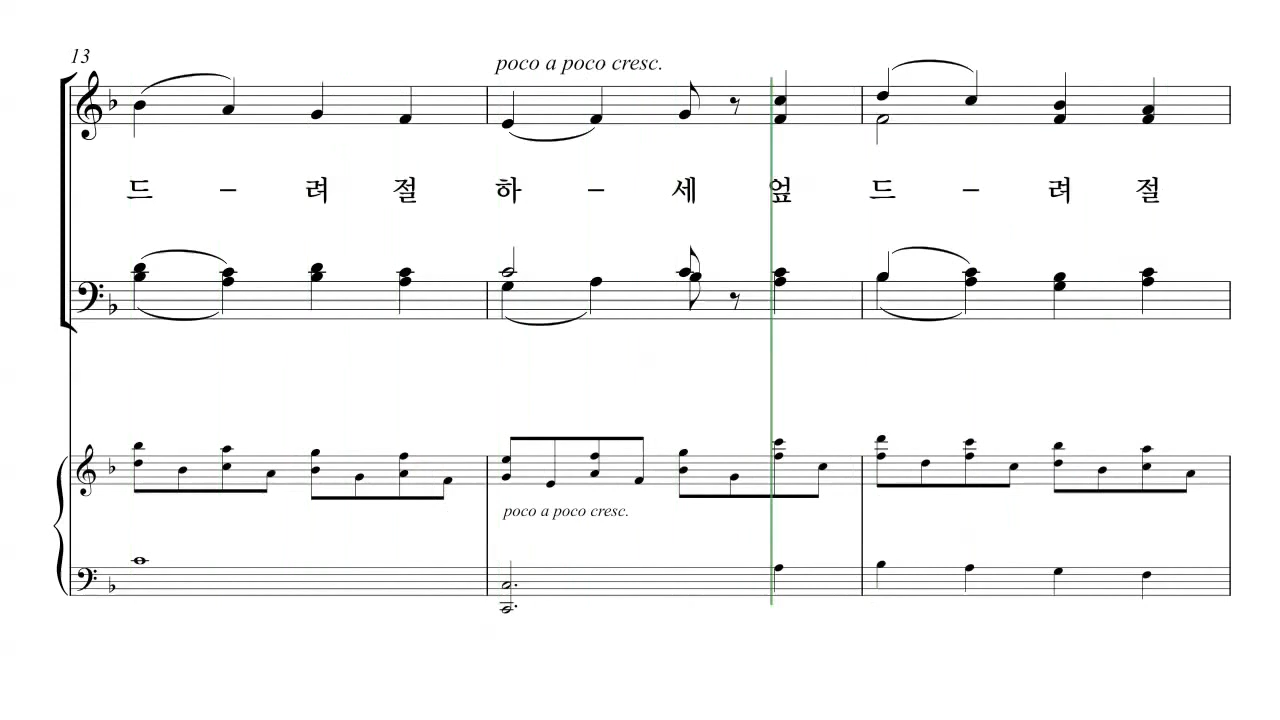 13
poco a poco cresc.
드 – 려 절 하 – 세 엎 드 – 려 절
poco a poco cresc.